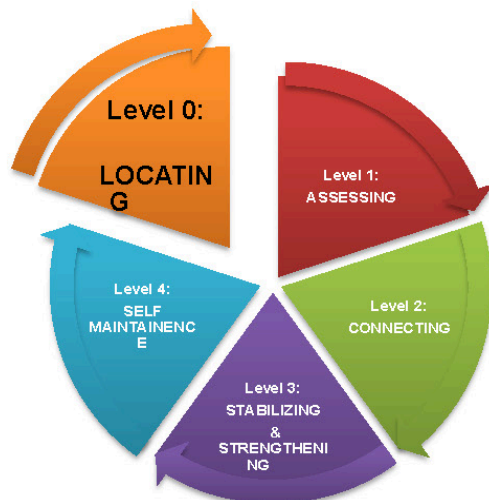 Level 0:
LOCATIN
G
Level 1:
ASSESSING
Level 2:
CONNECTING
Level 3:
STABILIZING
&
STRENGTHENI
NG
Level 4:
SELF
MAINTAINENC
E